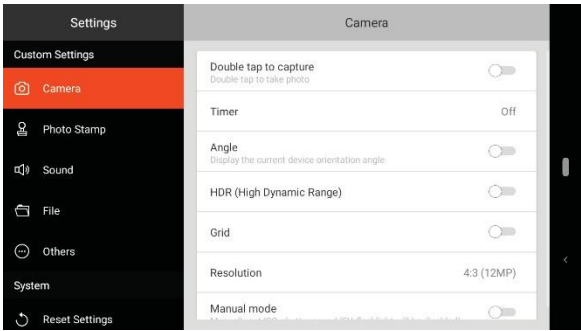 Settings
Custom Settings
Camera
Photo Stamp
Sound
File
Others
System
Reset Settings
Camera
Double tap to capture
Double tap to take photo
Timer
Off
Angle
Display the current device orientation angle
HDR (High Dynamic Range)
Grid
Resolution
4:3 (12MP)
Manual mode